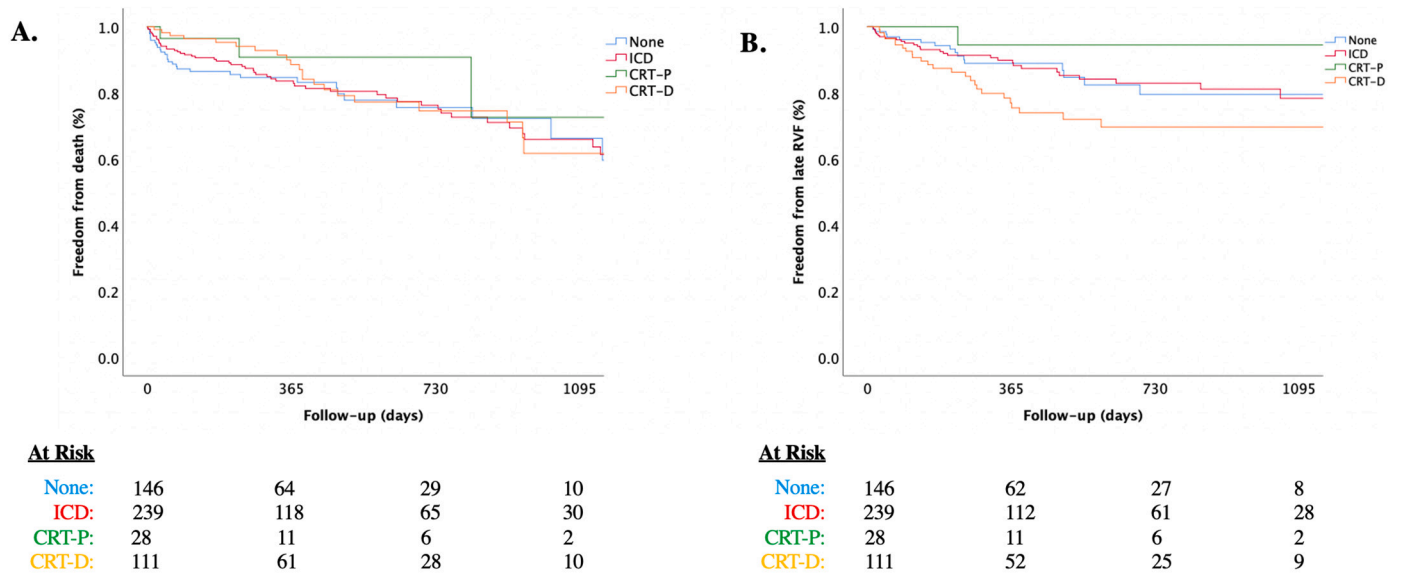 A.
1.0
0.8
0.6
0.4
0.2
0.0
Freedom from death (%)
None
ICD
CRT-P
CRT-D
0 365 730 1095
Follow-up (days)
At Risk
None: 146 64 29 10
ICD: 239 118 65 30
CRT-P: 28 11 6 2
CRT-D: 111 61 28 10
B.
1.0
0.8
0.6
0.4
0.2
0.0
Freedom from late RVF (%)
None
ICD
CRT-P
CRT-D
0 365 730 1095
Follow-up (days)
At Risk
None: 146 62 27 8
ICD: 239 112 61 28
CRT-P: 28 11 6 2
CRT-D: 111 52 25 9